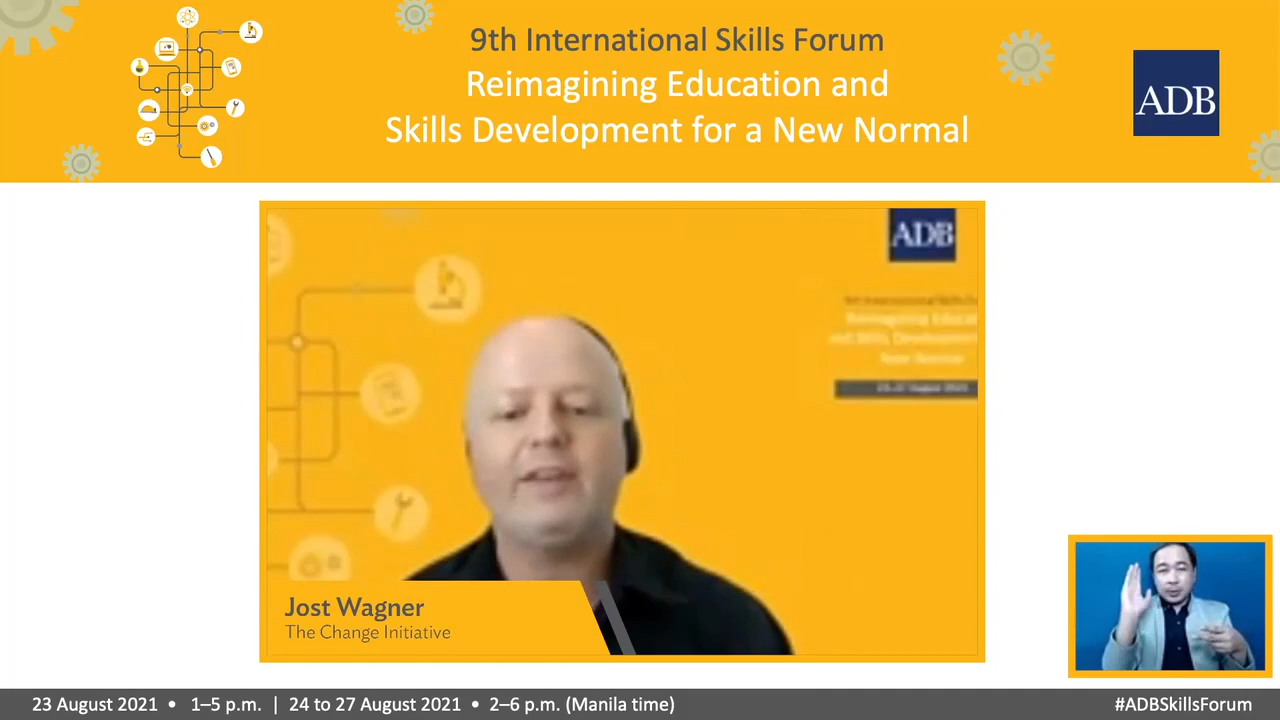 9th International Skills Forum
Reimagining Education and
Skills Development for a New Normal
ADB
ADB
Jost Wagner
The Change Initiative
23 August 2021 • 1–5 p.m. | 24 to 27 August 2021 • 2–6 p.m. (Manila time)
#ADBSkillsForum